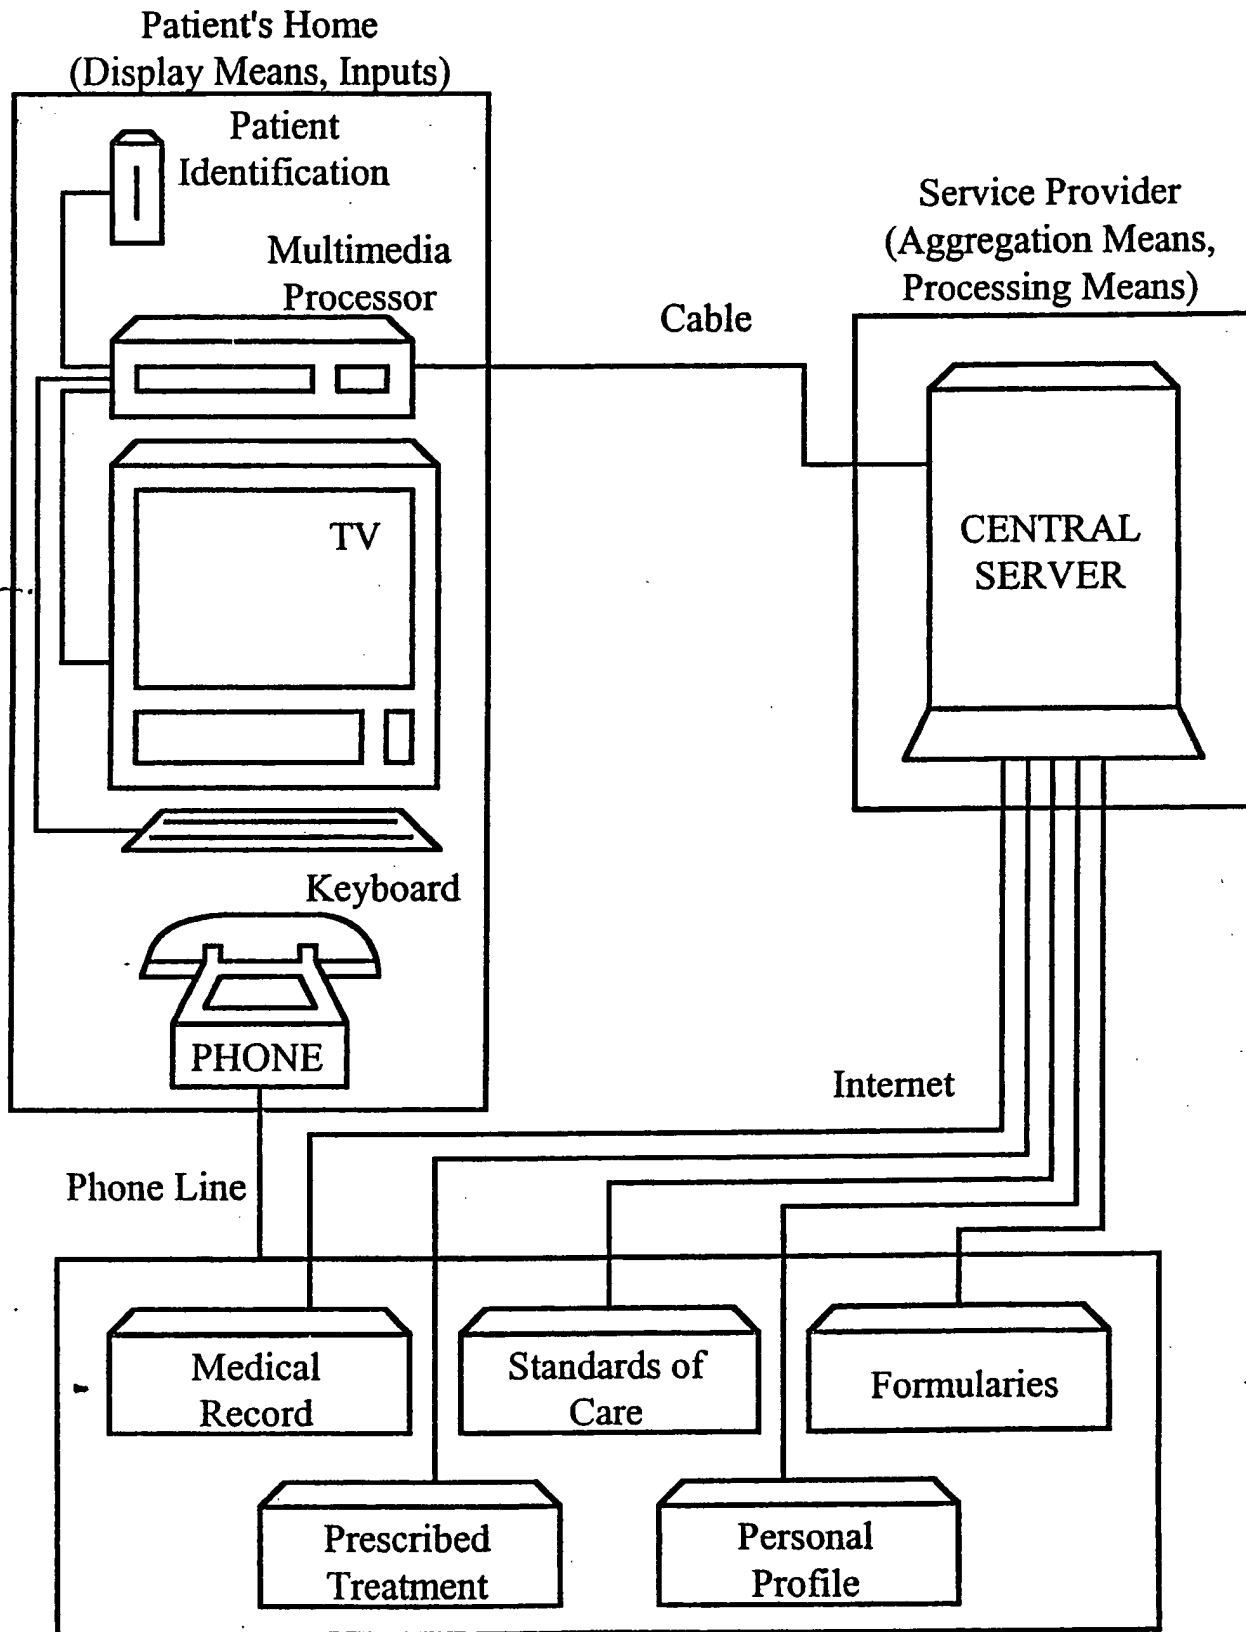 Patient's Home
(Display Means, Inputs)
Patient
Identification
Multimedia
Processor
TV
Keyboard
PHONE
Cable
Service Provider
(Aggregation Means,
Processing Means)
CENTRAL
SERVER
Internet
Phone Line
Medical
Record
Standards of
Care
Formularies
Prescribed
Treatment
Personal
Profile